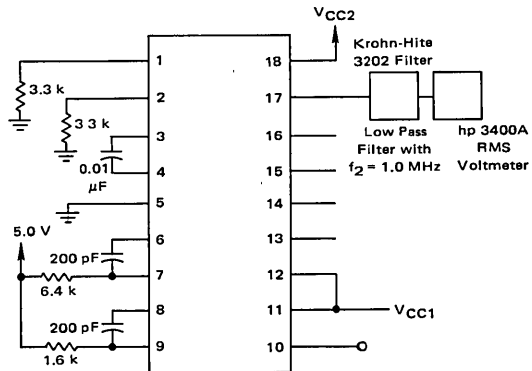 VCC2
Krohn-Hite
3202 Filter
Low Pass
Filter with
f2 = 1.0 MHz
hp 3400A
RMS
Voltmeter
1
2
3
4
5
6
7
8
9
18
17
16
15
14
13
12
11
10
3.3 k
3 3 k
0.01
μF
5.0 V
200 pF
6.4 k
200 pF
1.6 k
VCC1